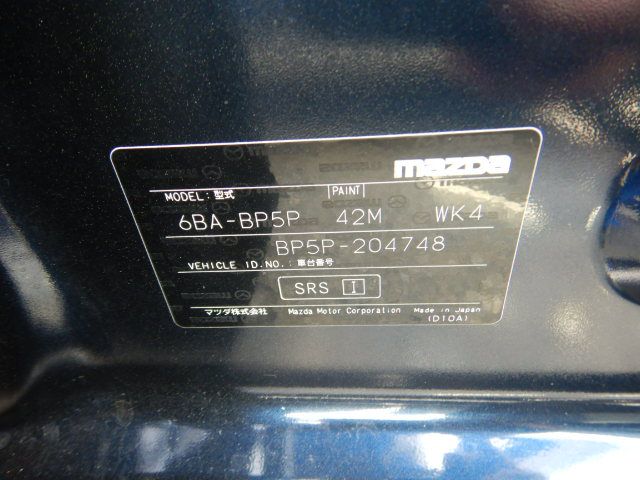 mazda
MODEL: 型式 PAINT
6BA-BP5P 42M WK4
BP5P-204748
VEHICLE ID.NO.: 車台番号
SRS I
マツダ株式会社 Mazda Motor Corporation Made in Japan
(D10A)